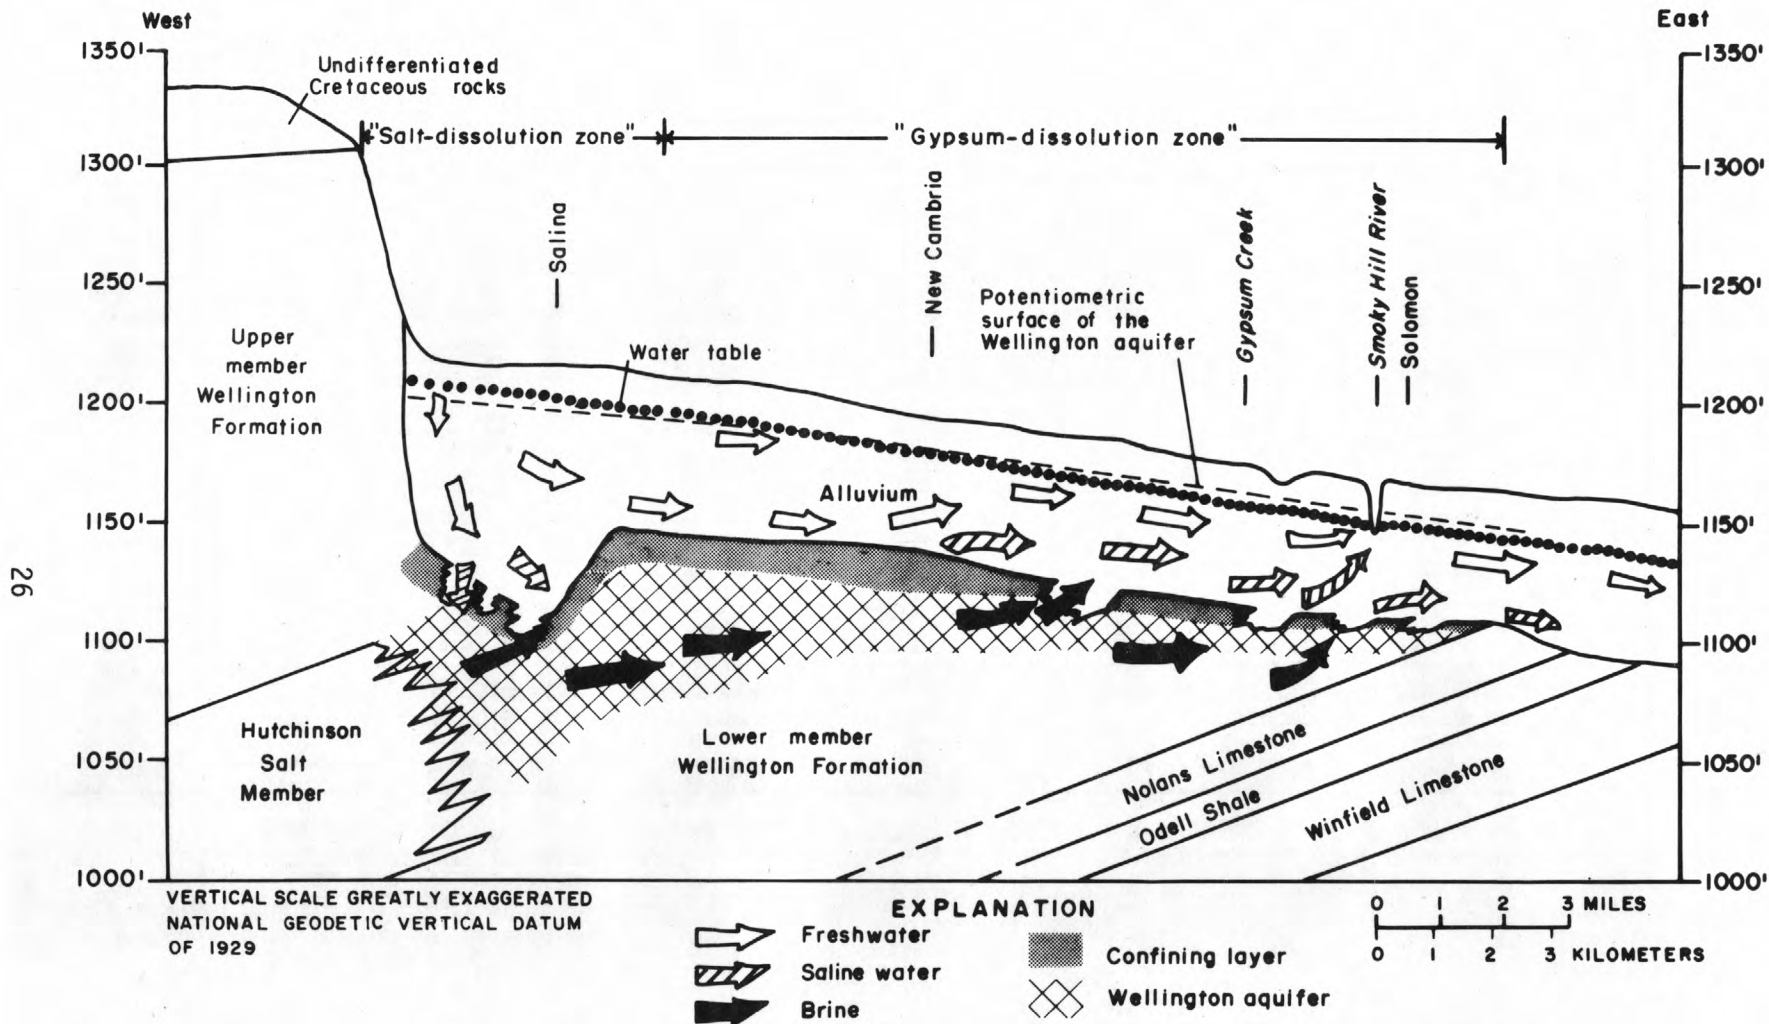 West
East
1350'
1350'
Undifferentiated
Cretaceous rocks
"Salt-dissolution zone"
"Gypsum-dissolution zone"
1300'
1300'
Salina
New Cambria
Gypsum Creek
Smoky Hill River
Solomon
1250'
1250'
Potentiometric
surface of the
Wellington aquifer
Upper
member
Wellington
Formation
Water table
1200'
1200'
Alluvium
1150'
1150'
26
1100'
1100'
Hutchinson
Salt
Member
Lower member
Wellington Formation
Nolans Limestone
Odell Shale
Winfield Limestone
1050'
1050'
1000'
1000'
VERTICAL SCALE GREATLY EXAGGERATED
NATIONAL GEODETIC VERTICAL DATUM
OF 1929
EXPLANATION
Freshwater
Saline water
Brine
Confining layer
Wellington aquifer
0 1 2 3 MILES
0 1 2 3 KILOMETERS